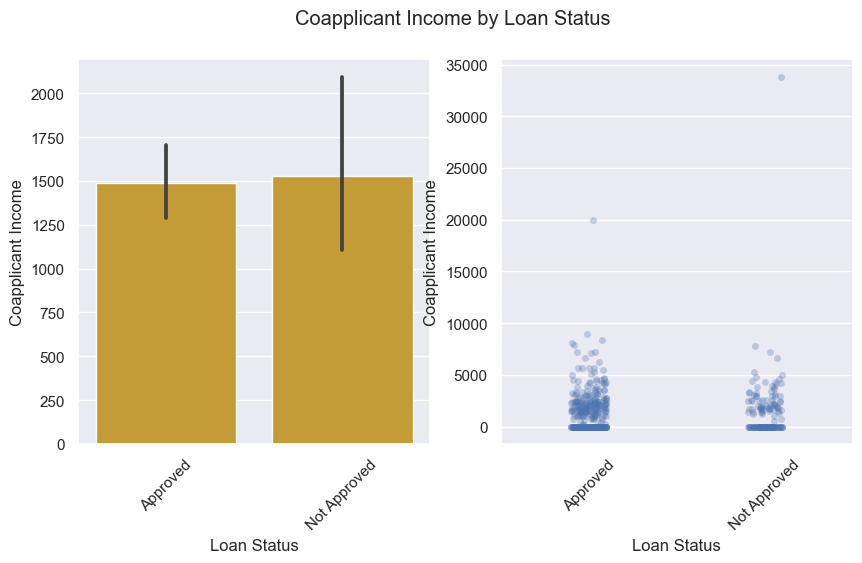 Coapplicant Income by Loan Status
Coapplicant Income
2000
1750
1500
1250
1000
750
500
250
0
Approved
Not Approved
Loan Status
Coapplicant Income
35000
30000
25000
20000
15000
10000
5000
0
Approved
Not Approved
Loan Status